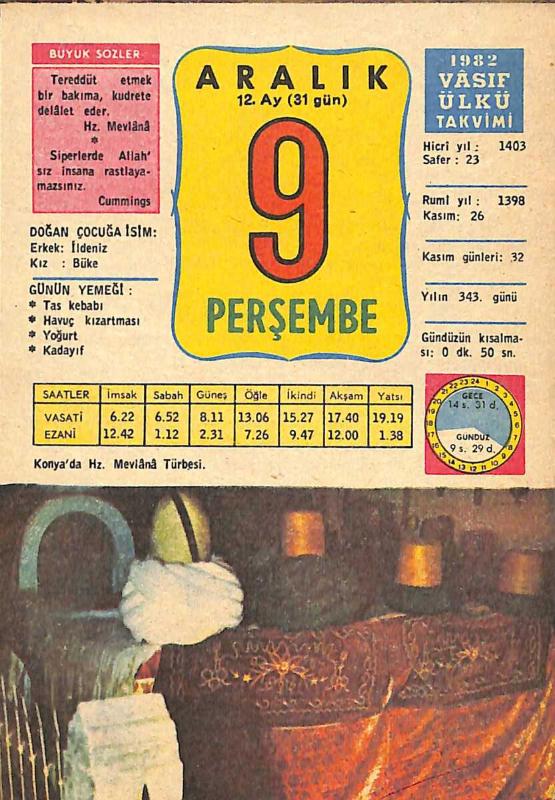 BÜYÜK SÖZLER
Tereddüt etmek
bir bakıma, kudrete
delâlet eder.
Hz. Mevlânâ
*
Siperlerde Allah'
sız insana rastlaya-
mazsınız.
Cummings
DOĞAN ÇOCUĞA İSİM:
Erkek: İldeniz
Kız : Büke
GÜNÜN YEMEĞİ :
* Tas kebabı
* Havuç kızartması
* Yoğurt
* Kadayıf
ARALIK
12. Ay (31 gün)
9
PERŞEMBE
1982
VÂSIF
ÜLKÜ
TAKVİMİ
Hicrî yıl : 1403
Safer : 23
Rumî yıl : 1398
Kasım: 26
Kasım günleri: 32
Yılın 343. günü
Gündüzün kısalma-
sı: 0 dk. 50 sn.
SAATLER İmsak Sabah Güneş Öğle İkindi Akşam Yatsı
VASATİ 6.22 6.52 8.11 13.06 15.27 17.40 19.19
EZANİ 12.42 1.12 2.31 7.26 9.47 12.00 1.38
GECE
14 s. 31 d.
GÜNDÜZ
9 s. 29 d.
Konya'da Hz. Mevlânâ Türbesi.